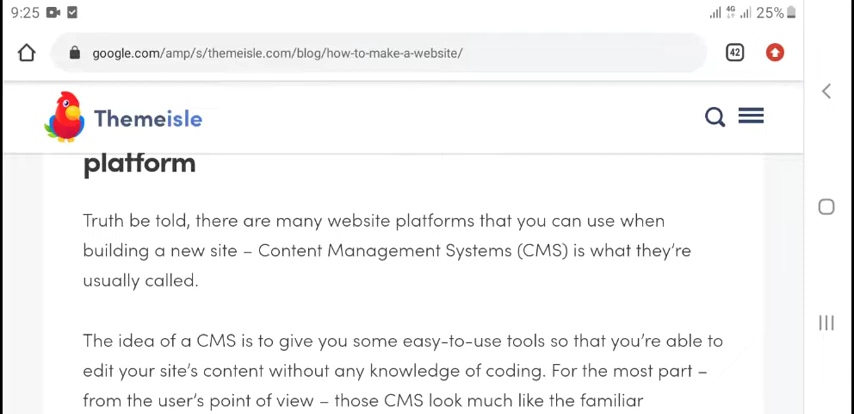 9:25 4G 25%
google.com/amp/s/themeisle.com/blog/how-to-make-a-website/ 42
Themeisle
platform
Truth be told, there are many website platforms that you can use when
building a new site – Content Management Systems (CMS) is what they're
usually called.
The idea of a CMS is to give you some easy-to-use tools so that you're able to
edit your site's content without any knowledge of coding. For the most part –
from the user's point of view – those CMS look much like the familiar